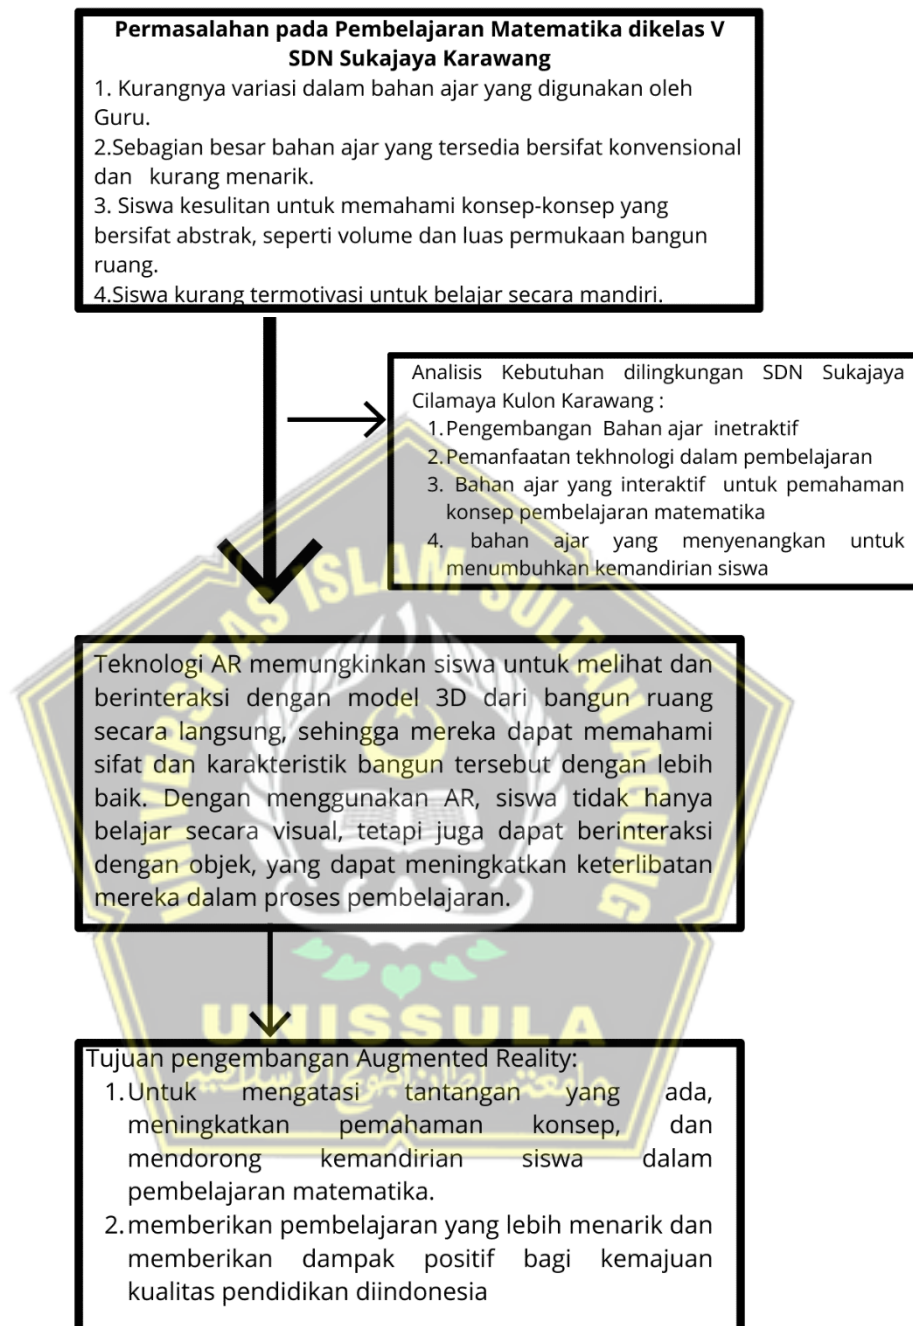 Permasalahan pada Pembelajaran Matematika dikelas V
SDN Sukajaya Karawang
1. Kurangnya variasi dalam bahan ajar yang digunakan oleh
Guru.
2.Sebagian besar bahan ajar yang tersedia bersifat konvensional
dan kurang menarik.
3. Siswa kesulitan untuk memahami konsep-konsep yang
bersifat abstrak, seperti volume dan luas permukaan bangun
ruang.
4.Siswa kurang termotivasi untuk belajar secara mandiri.
Analisis Kebutuhan dilingkungan SDN Sukajaya
Cilamaya Kulon Karawang :
1.Pengembangan Bahan ajar inetraktif
2.Pemanfaatan tekhnologi dalam pembelajaran
3. Bahan ajar yang interaktif untuk pemahaman
konsep pembelajaran matematika
4. bahan ajar yang menyenangkan untuk
menumbuhkan kemandirian siswa
UNIVERSITAS ISLAM SULTAN AGUNG
Teknologi AR memungkinkan siswa untuk melihat dan
berinteraksi dengan model 3D dari bangun ruang
secara langsung, sehingga mereka dapat memahami
sifat dan karakteristik bangun tersebut dengan lebih
baik. Dengan menggunakan AR, siswa tidak hanya
belajar secara visual, tetapi juga dapat berinteraksi
dengan objek, yang dapat meningkatkan keterlibatan
mereka dalam proses pembelajaran.
UNISSULA
Tujuan pengembangan Augmented Reality:
1.Untuk mengatasi tantangan yang ada,
meningkatkan pemahaman konsep, dan
mendorong kemandirian siswa dalam
pembelajaran matematika.
2.memberikan pembelajaran yang lebih menarik dan
memberikan dampak positif bagi kemajuan
kualitas pendidikan diindonesia